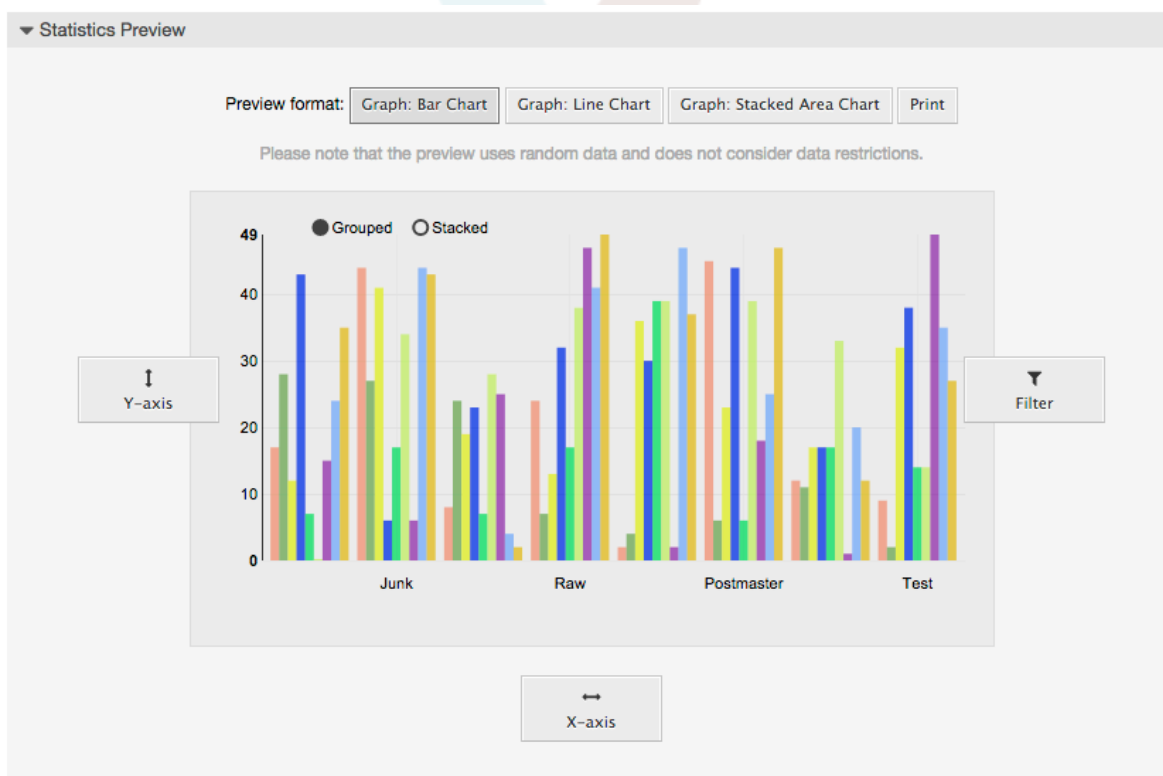 Statistics Preview
Preview format: Graph: Bar Chart Graph: Line Chart Graph: Stacked Area Chart Print
Please note that the preview uses random data and does not consider data restrictions.
Grouped Stacked
49
40
30
20
10
0
Junk Raw Postmaster Test
Y-axis
Filter
X-axis